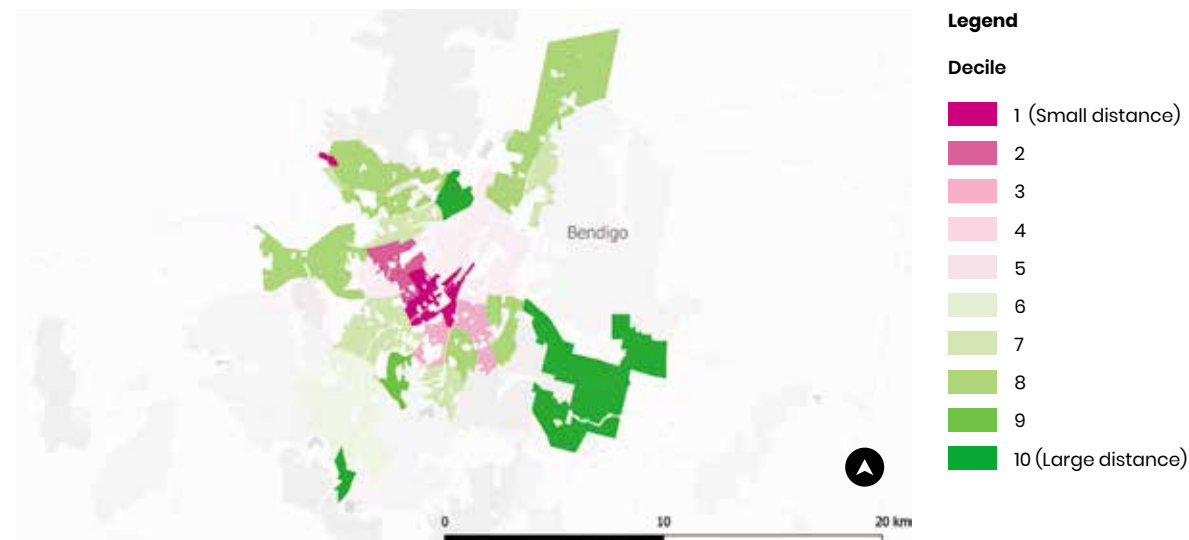 Legend
Decile
1 (Small distance)
2
3
4
5
6
7
8
9
10 (Large distance)
Bendigo
0 10 20 km